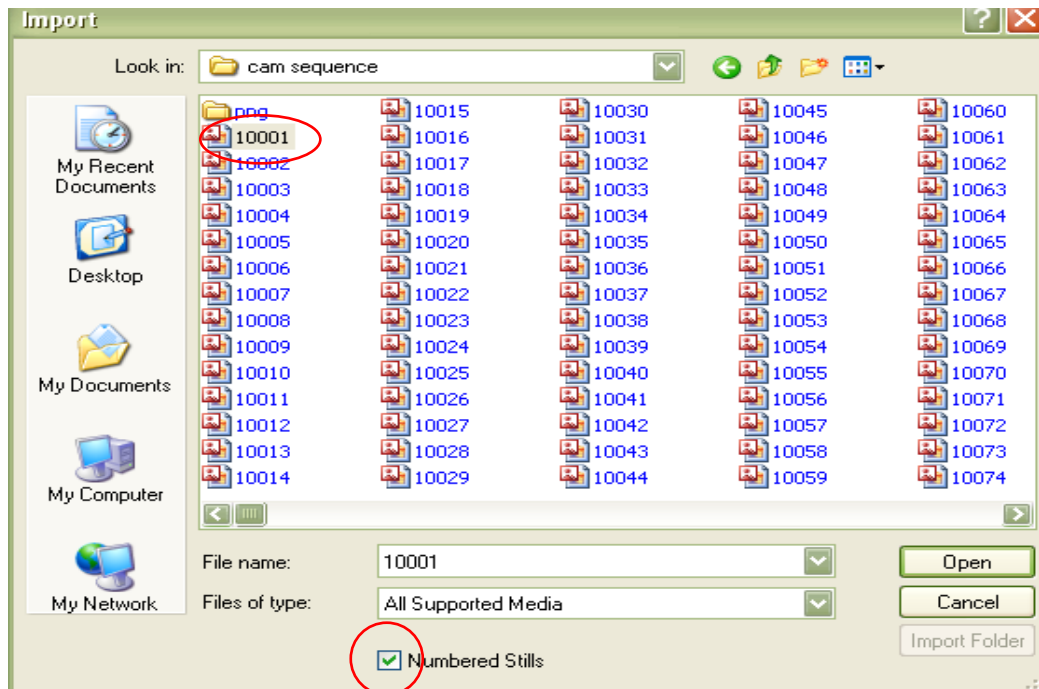 Import
Look in: cam sequence
My Recent
Documents
Desktop
My Documents
My Computer
My Network
png 10015 10030 10045 10060
10001 10016 10031 10046 10061
10002 10017 10032 10047 10062
10003 10018 10033 10048 10063
10004 10019 10034 10049 10064
10005 10020 10035 10050 10065
10006 10021 10036 10051 10066
10007 10022 10037 10052 10067
10008 10023 10038 10053 10068
10009 10024 10039 10054 10069
10010 10025 10040 10055 10070
10011 10026 10041 10056 10071
10012 10027 10042 10057 10072
10013 10028 10043 10058 10073
10014 10029 10044 10059 10074
File name: 10001 Open
Files of type: All Supported Media Cancel
Numbered Stills Import Folder